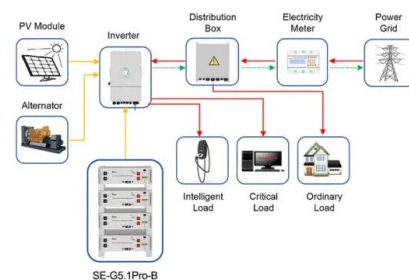 PV Module
Inverter
Distribution
Box
Electricity
Meter
Power
Grid
Alternator
Intelligent
Load
Critical
Load
Ordinary
Load
SE-G5.1Pro-B